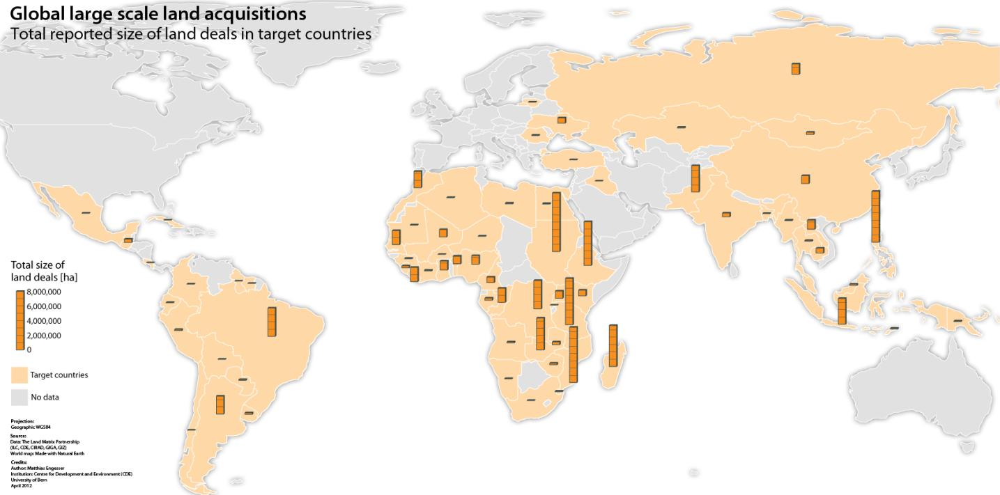 Global large scale land acquisitions
Total reported size of land deals in target countries
Total size of
land deals [ha]
8,000,000
6,000,000
4,000,000
2,000,000
0
Target countries
No data
Projection:
Geographic WGS84
Source:
Data: The Land Matrix Partnership
(ILC, CDE, CIRAD, GIGA, GIZ)
World map: Made with Natural Earth
Credits:
Author: Matthias Engesser
Institution: Centre for Development and Environment (CDE)
University of Bern
April 2012